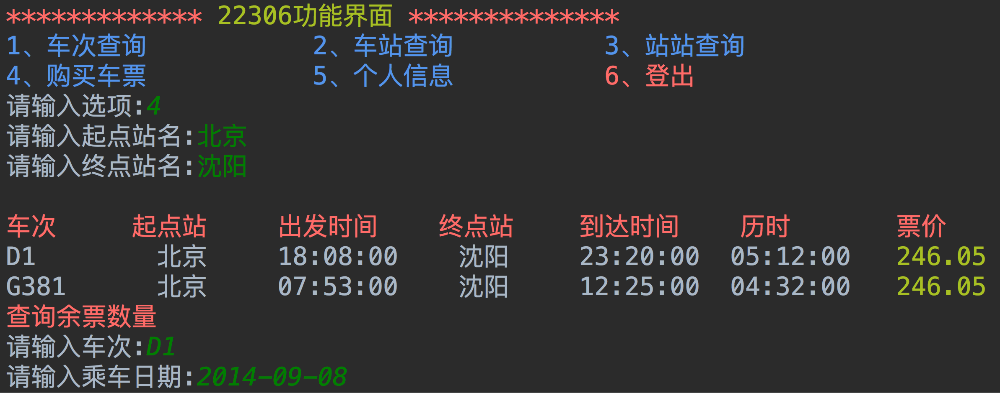 ************* 22306功能界面 **************
1、车次查询 2、车站查询 3、站站查询
4、购买车票 5、个人信息 6、登出
请输入选项:4
请输入起点站名:北京
请输入终点站名:沈阳
车次 起点站 出发时间 终点站 到达时间 历时 票价
D1 北京 18:08:00 沈阳 23:20:00 05:12:00 246.05
G381 北京 07:53:00 沈阳 12:25:00 04:32:00 246.05
查询余票数量
请输入车次:D1
请输入乘车日期:2014-09-08